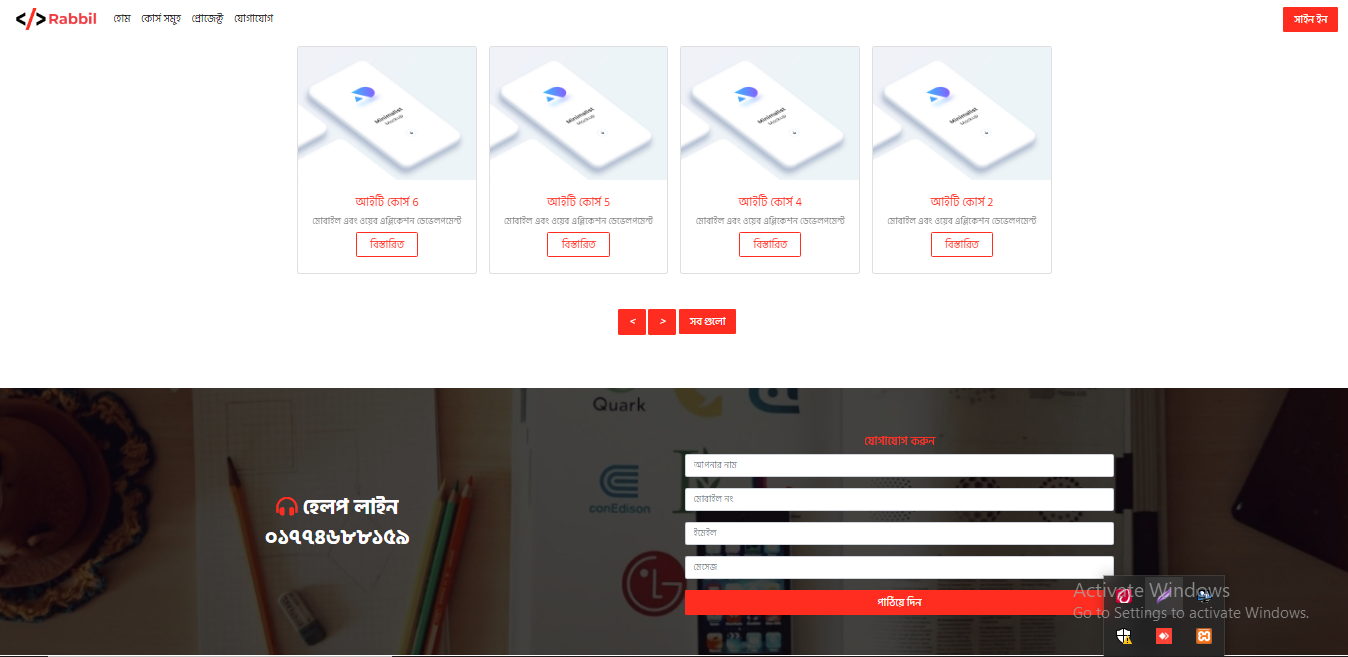 </>Rabbil হোম কোর্স সমূহ প্রোজেক্ট যোগাযোগ সাইন ইন
Minimalist Minimalist Minimalist Minimalist
Mockup Mockup Mockup Mockup
আইটি কোর্স 6 আইটি কোর্স 5 আইটি কোর্স 4 আইটি কোর্স 2
মোবাইল এবং ওয়েব এপ্লিকেশন ডেভেলপমেন্ট মোবাইল এবং ওয়েব এপ্লিকেশন ডেভেলপমেন্ট মোবাইল এবং ওয়েব এপ্লিকেশন ডেভেলপমেন্ট মোবাইল এবং ওয়েব এপ্লিকেশন ডেভেলপমেন্ট
বিস্তারিত বিস্তারিত বিস্তারিত বিস্তারিত
< > সব গুলো
Quark
conEdison
LG
হেল্প লাইন
০১৭৭৪৬৮৮১৫৯
যোগাযোগ করুন
আপনার নাম
মোবাইল নং
ইমেইল
মেসেজ
পাঠিয়ে দিন
Activate Windows
Go to Settings to activate Windows.